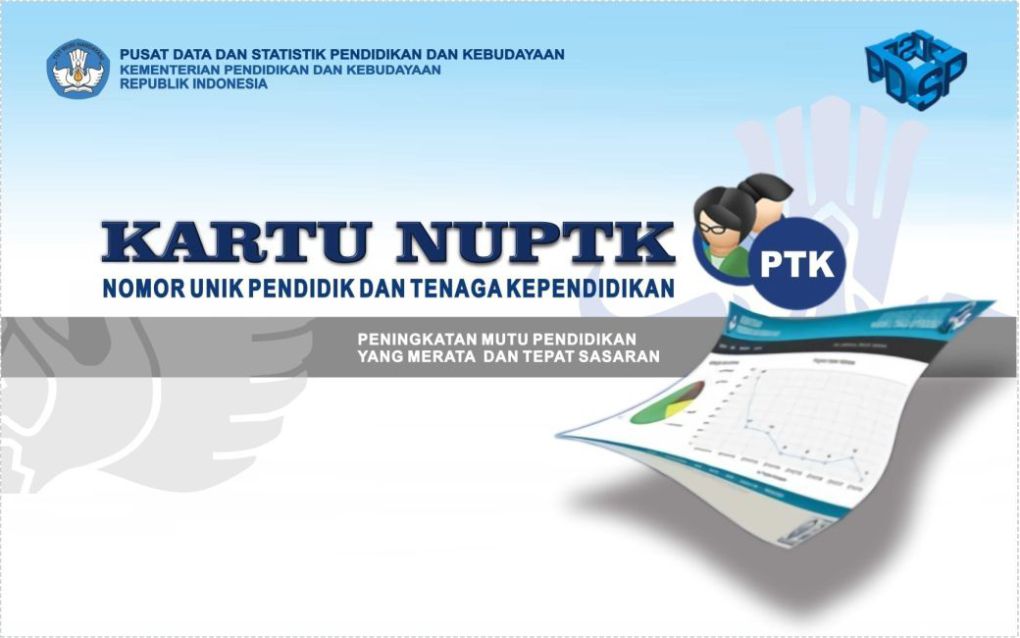 PUSAT DATA DAN STATISTIK PENDIDIKAN DAN KEBUDAYAAN
KEMENTERIAN PENDIDIKAN DAN KEBUDAYAAN
REPUBLIK INDONESIA
PDSP
KARTU NUPTK
PTK
NOMOR UNIK PENDIDIK DAN TENAGA KEPENDIDIKAN
PENINGKATAN MUTU PENDIDIKAN
YANG MERATA DAN TEPAT SASARAN